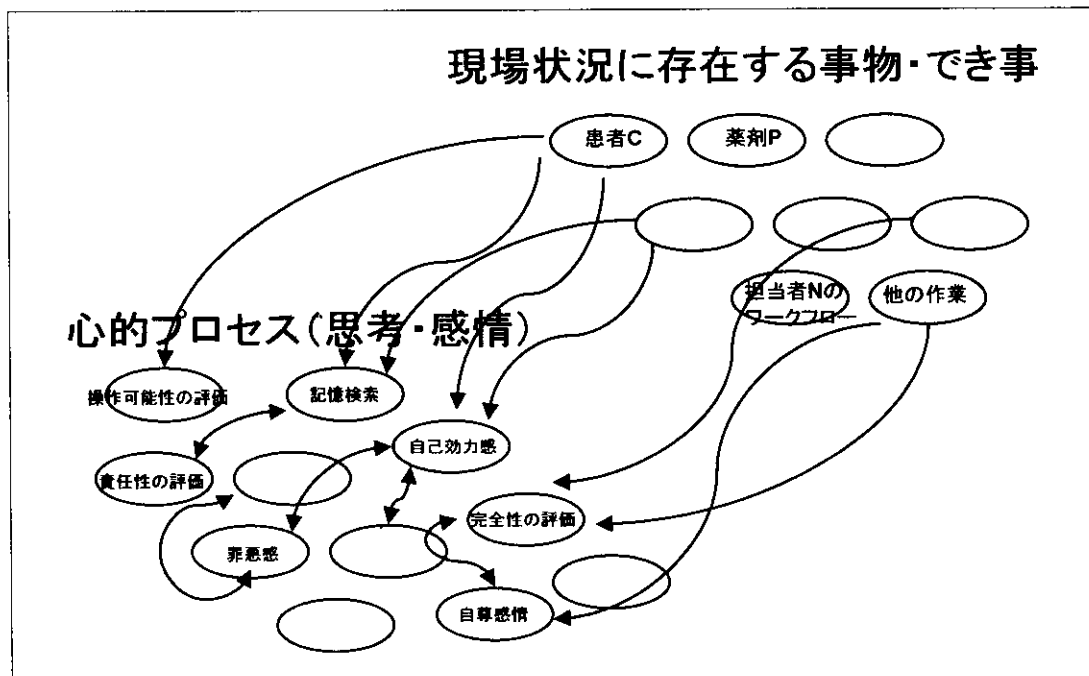 現場状況に存在する事物・でき事
患者C
薬剤P
担当者Nの
ワークフロー
他の作業
心的プロセス(思考・感情)
操作可能性の評価
記憶検索
自己効力感
責任性の評価
完全性の評価
罪悪感
自尊感情